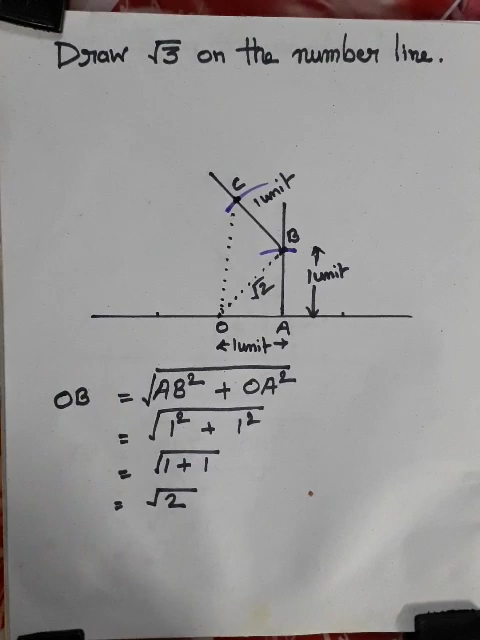 Draw √3 on the number line.
C
1unit
B
1unit
√2
O
A
←1unit→
OB = √AB² + OA²
= √1² + 1²
= √1 + 1
= √2